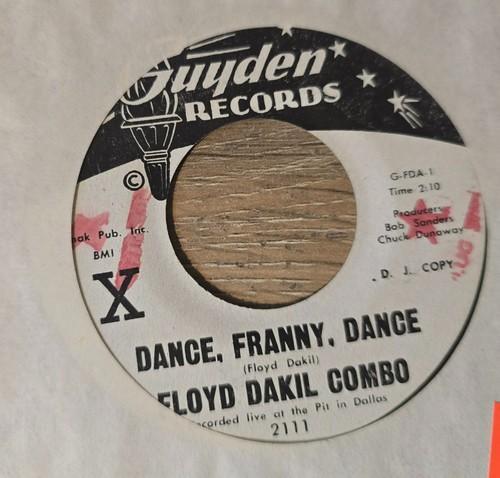 Guyden
RECORDS
©
G-FDA-1
Time 2:10
Pub. Inc.
BMI
Producers
Bob Sanders
Chuck Dunaway
D. J. COPY
X
DANCE, FRANNY, DANCE
(Floyd Dakil)
FLOYD DAKIL COMBO
corded live at the Pit in Dallas
2111